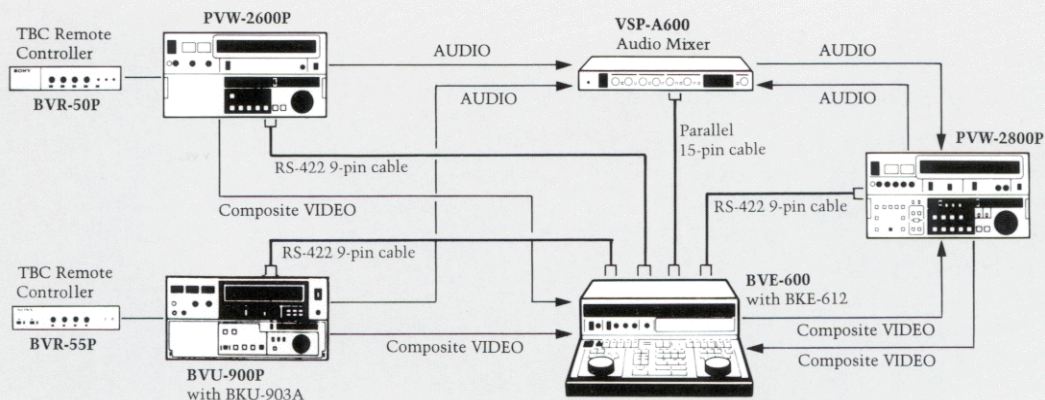 PVW-2600P
TBC Remote
Controller
SONY
BVR-50P
AUDIO
AUDIO
VSP-A600
Audio Mixer
AUDIO
AUDIO
PVW-2800P
Parallel
15-pin cable
RS-422 9-pin cable
Composite VIDEO
RS-422 9-pin cable
RS-422 9-pin cable
TBC Remote
Controller
BVR-55P
BVU-900P
with BKU-903A
Composite VIDEO
BVE-600
with BKE-612
Composite VIDEO
Composite VIDEO